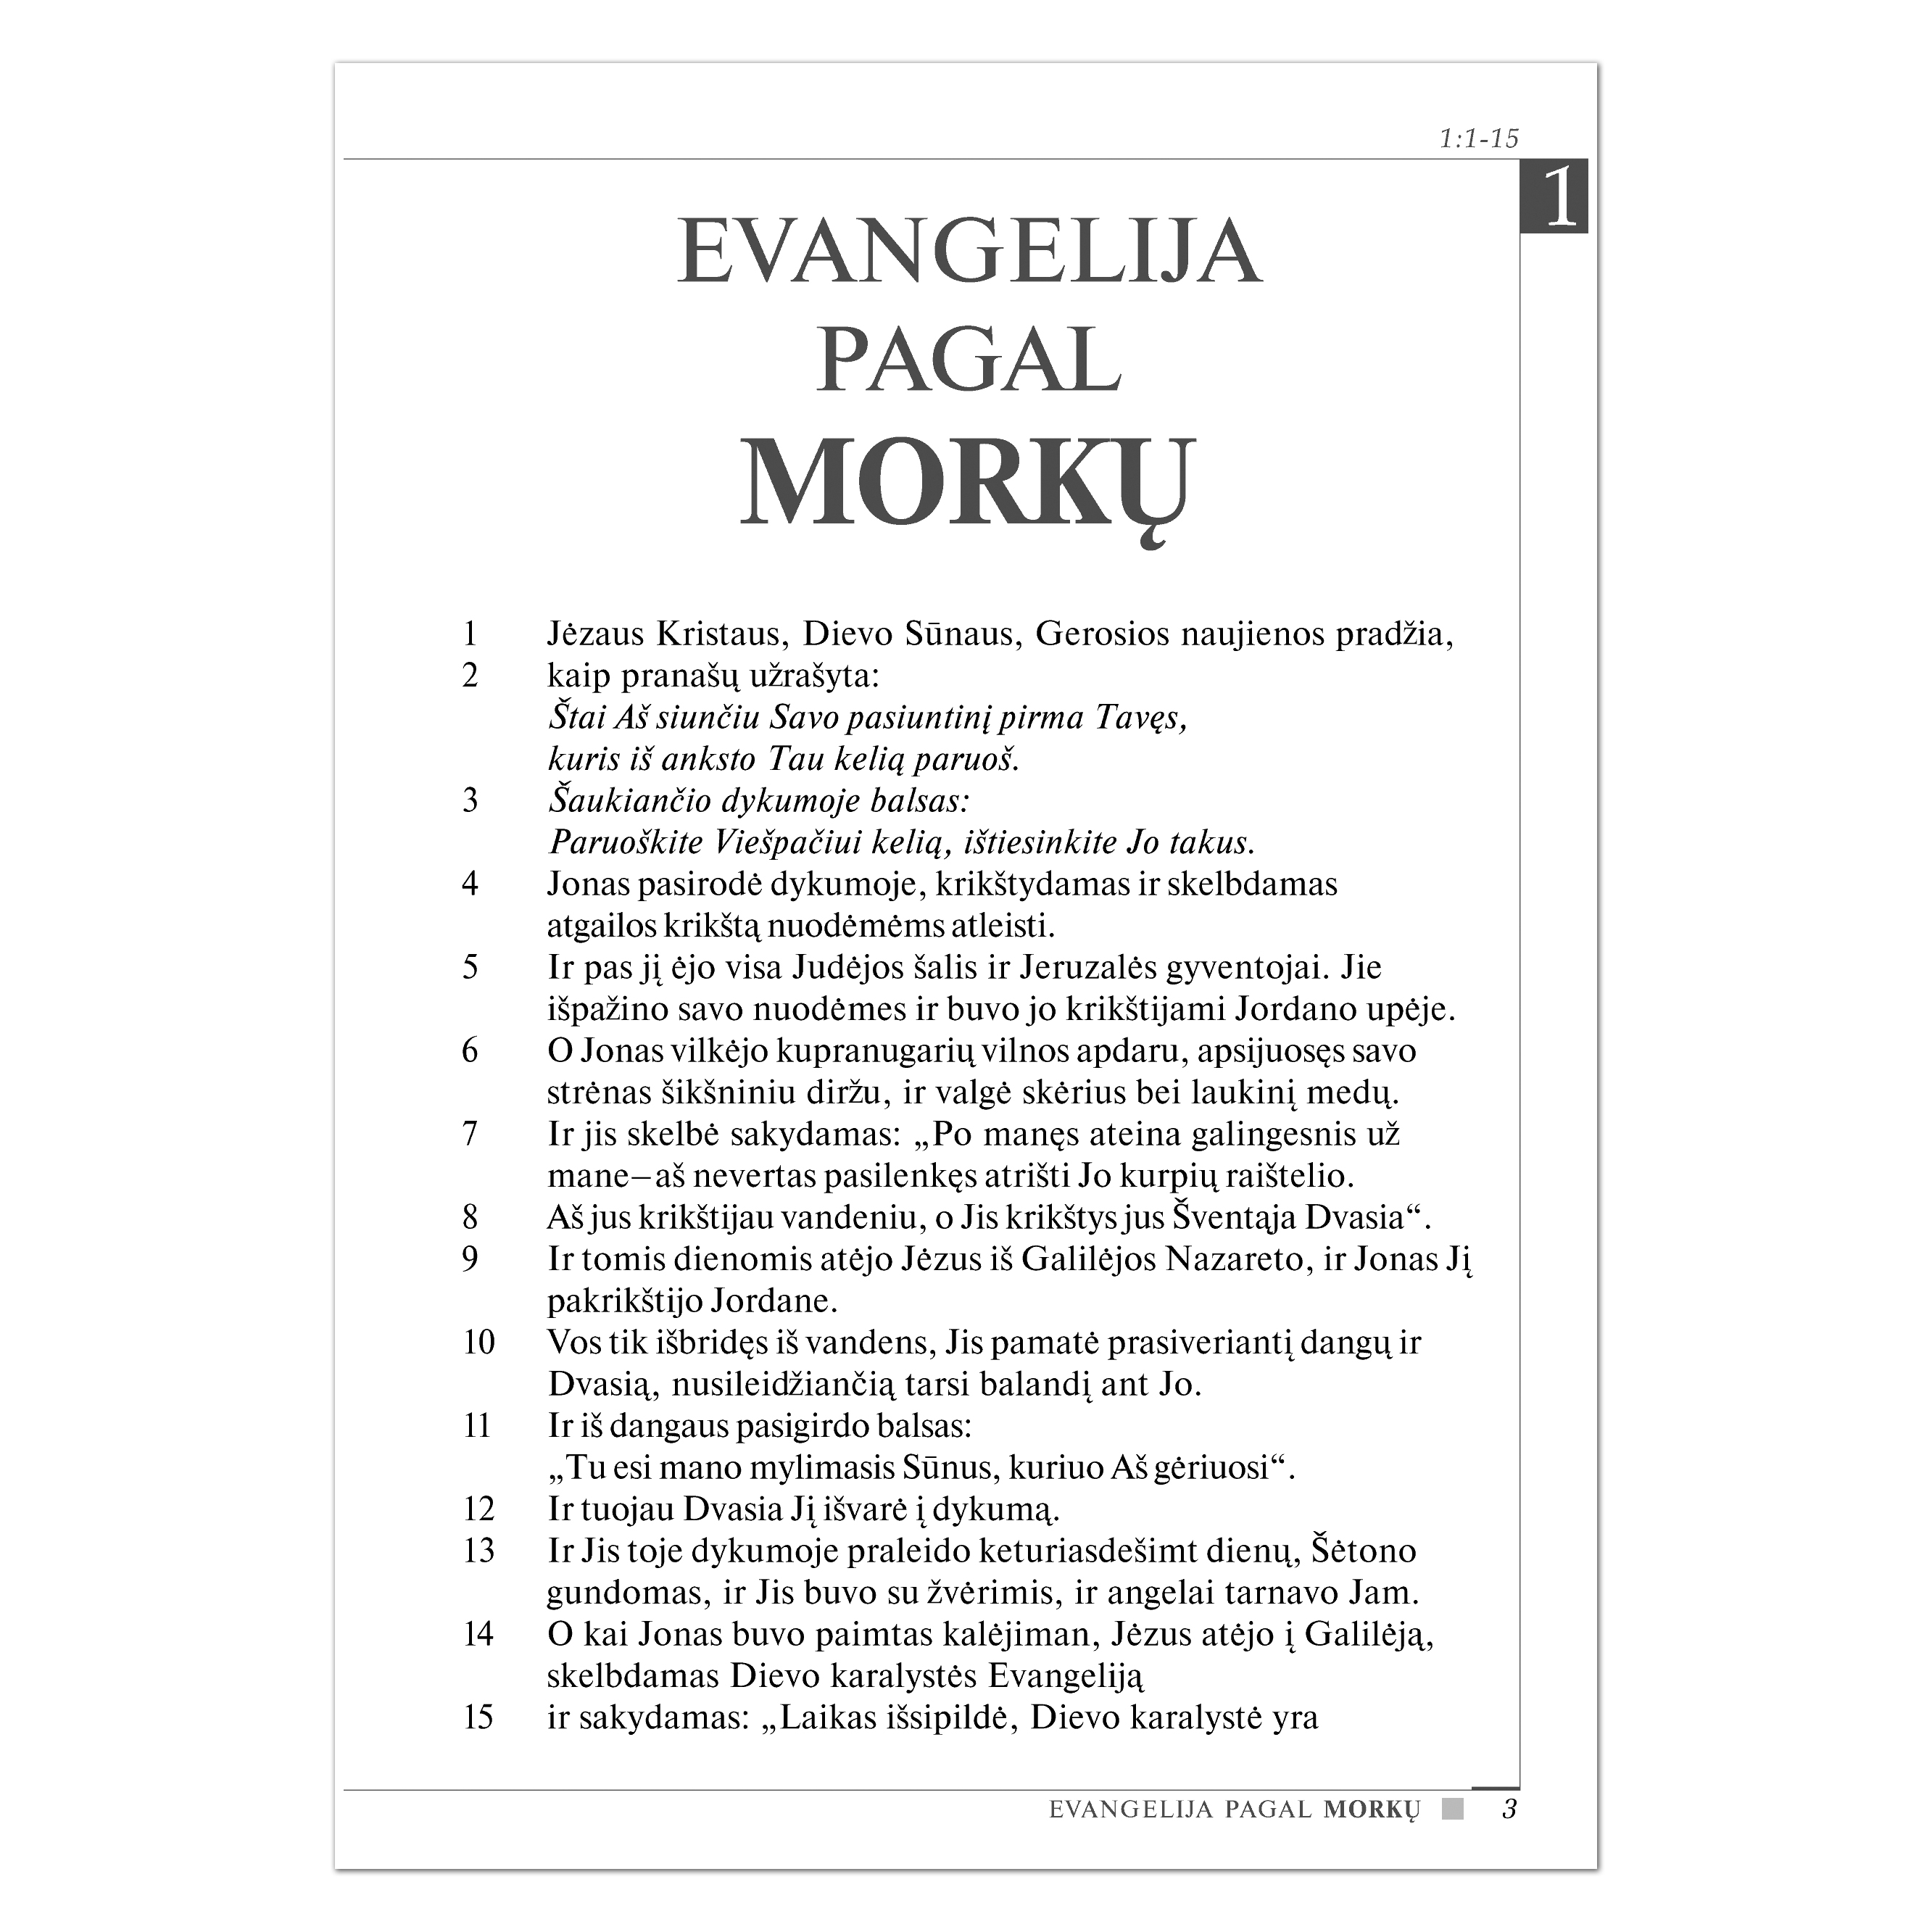 1:1-15
1
EVANGELIJA
PAGAL
MORKŲ
1 Jėzaus Kristaus, Dievo Sūnaus, Gerosios naujienos pradžia,
2 kaip pranašų užrašyta:
Štai Aš siunčiu Savo pasiuntinį pirma Tavęs,
kuris iš anksto Tau kelią paruoš.
3 Šaukiančio dykumoje balsas:
Paruoškite Viešpačiui kelią, ištiesinkite Jo takus.
4 Jonas pasirodė dykumoje, krikštydamas ir skelbdamas
atgailos krikštą nuodėmėms atleisti.
5 Ir pas jį ėjo visa Judėjos šalis ir Jeruzalės gyventojai. Jie
išpažino savo nuodėmes ir buvo jo krikštijami Jordano upėje.
6 O Jonas vilkėjo kupranugarių vilnos apdaru, apsijuosęs savo
strėnas šikšniniu diržu, ir valgė skėrius bei laukinį medų.
7 Ir jis skelbė sakydamas: „Po manęs ateina galingesnis už
mane–aš nevertas pasilenkęs atrišti Jo kurpių raištelio.
8 Aš jus krikštijau vandeniu, o Jis krikštys jus Šventąja Dvasia“.
9 Ir tomis dienomis atėjo Jėzus iš Galilėjos Nazareto, ir Jonas Jį
pakrikštijo Jordane.
10 Vos tik išbridęs iš vandens, Jis pamatė prasiveriantį dangų ir
Dvasią, nusileidžiančią tarsi balandį ant Jo.
11 Ir iš dangaus pasigirdo balsas:
„Tu esi mano mylimasis Sūnus, kuriuo Aš gėriuosi“.
12 Ir tuojau Dvasia Jį išvarė į dykumą.
13 Ir Jis toje dykumoje praleido keturiasdešimt dienų, Šėtono
gundomas, ir Jis buvo su žvėrimis, ir angelai tarnavo Jam.
14 O kai Jonas buvo paimtas kalėjiman, Jėzus atėjo į Galilėją,
skelbdamas Dievo karalystės Evangeliją
15 ir sakydamas: „Laikas išsipildė, Dievo karalystė yra
EVANGELIJA PAGAL MORKŲ 3